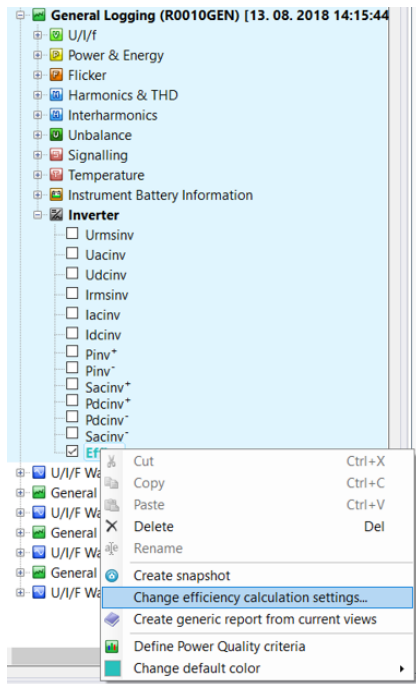 General Logging (R0010GEN) [13. 08. 2018 14:15:44
U/I/f
Power & Energy
Flicker
Harmonics & THD
Interharmonics
Unbalance
Signalling
Temperature
Instrument Battery Information
Inverter
Urmsinv
Uacinv
Udcinv
Irmsinv
Iacinv
Idcinv
Pinv+
Pinv-
Sacinv+
Pdcinv+
Pdcinv-
Sacinv-
U/I/F Wa
General
U/I/F Wa
General
U/I/F Wa
General
U/I/F Wa
Cut Ctrl+X
Copy Ctrl+C
Paste Ctrl+V
Delete Del
Rename
Create snapshot
Change efficiency calculation settings...
Create generic report from current views
Define Power Quality criteria
Change default color